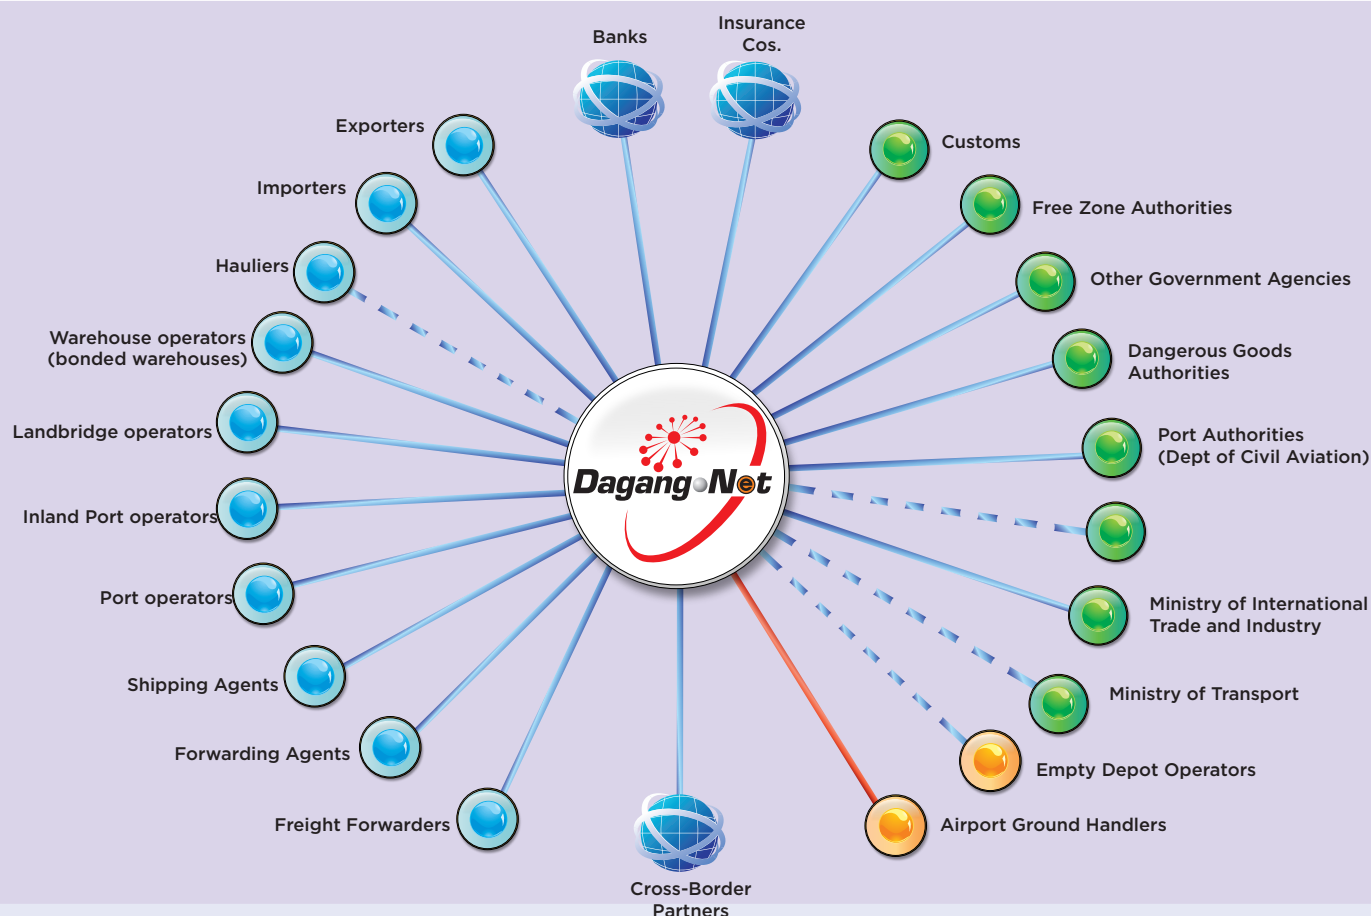 Banks
Insurance
Cos.
Exporters
Customs
Importers
Free Zone Authorities
Hauliers
Other Government Agencies
Warehouse operators
(bonded warehouses)
Dangerous Goods
Authorities
Landbridge operators
Port Authorities
(Dept of Civil Aviation)
Dagang Net
Inland Port operators
Port operators
Ministry of International
Trade and Industry
Shipping Agents
Ministry of Transport
Forwarding Agents
Empty Depot Operators
Freight Forwarders
Airport Ground Handlers
Cross-Border
Partners